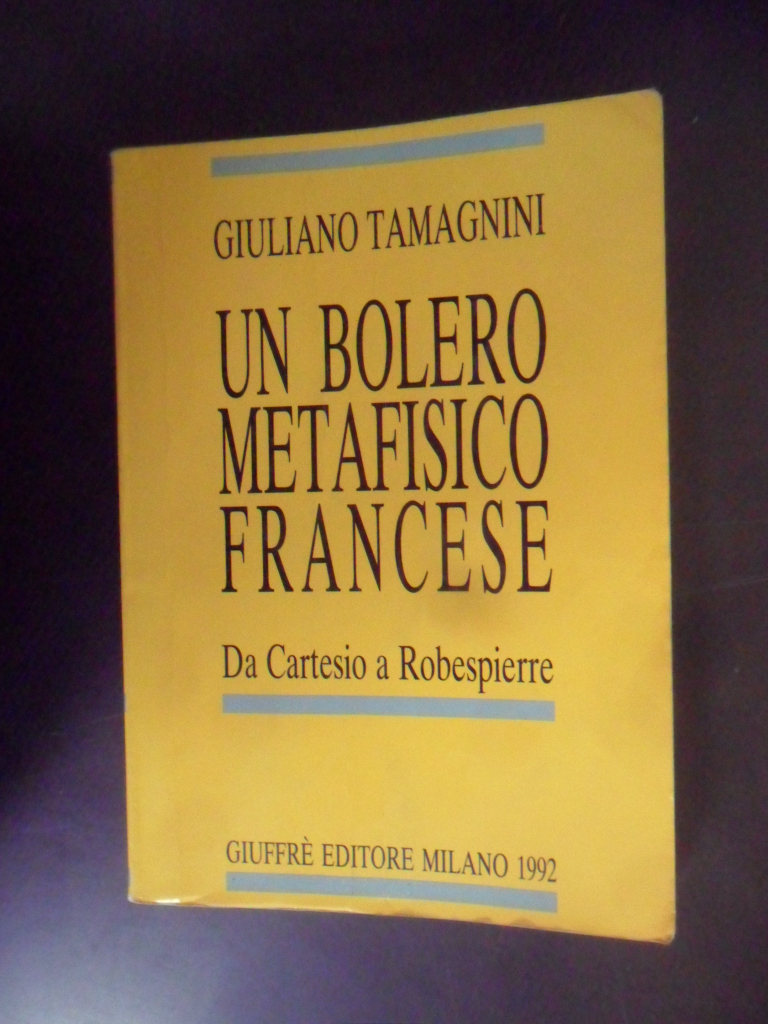 GIULIANO TAMAGNINI
UN BOLERO
METAFISICO
FRANCESE
Da Cartesio a Robespierre
GIUFFRÈ EDITORE MILANO 1992